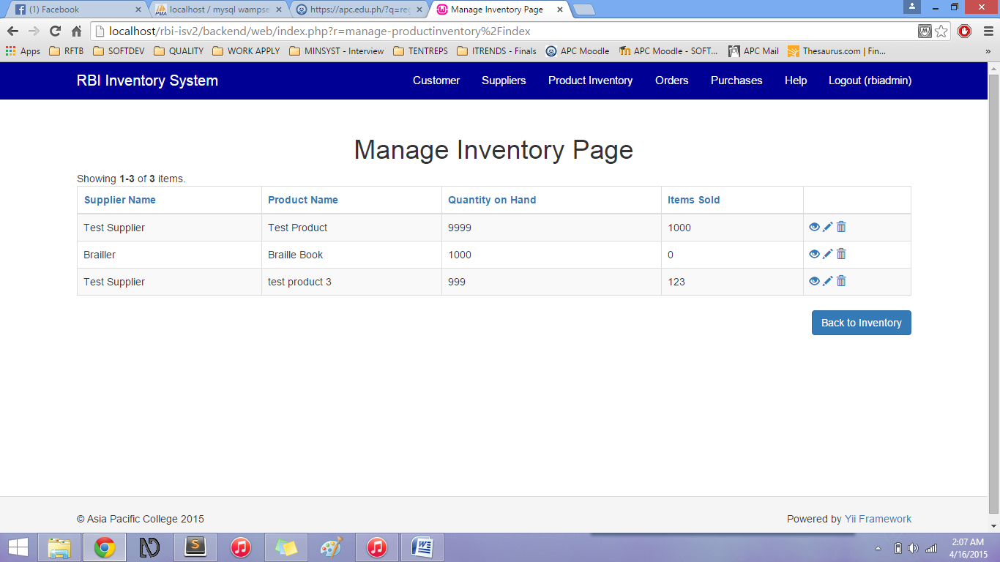 (1) Facebook
localhost / mysql wampse
https://apc.edu.ph/?q=reg
Manage Inventory Page
localhost/rbi-isv2/backend/web/index.php?r=manage-productinventory%2Findex
Apps RFTB SOFTDEV QUALITY WORK APPLY MINSYST - Interview TENTREPS ITRENDS - Finals APC Moodle APC Moodle - SOFT... APC Mail Thesaurus.com | Fin... »
RBI Inventory System Customer Suppliers Product Inventory Orders Purchases Help Logout (rbiadmin)
Manage Inventory Page
Showing 1-3 of 3 items.
Supplier Name Product Name Quantity on Hand Items Sold
Test Supplier Test Product 9999 1000
Brailler Braille Book 1000 0
Test Supplier test product 3 999 123
Back to Inventory
© Asia Pacific College 2015 Powered by Yii Framework
2:07 AM
4/16/2015